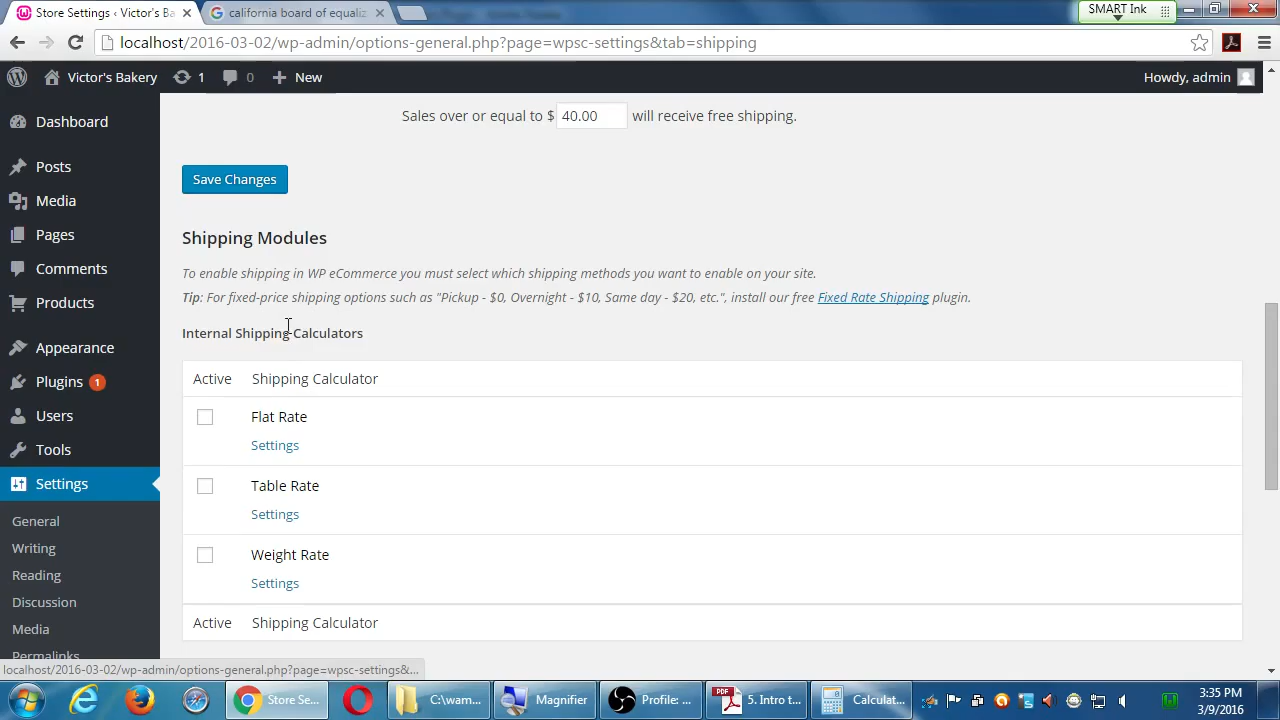 Store Settings ‹ Victor's Ba
california board of equaliz
SMART Ink
localhost/2016-03-02/wp-admin/options-general.php?page=wpsc-settings&tab=shipping
Victor's Bakery
1
0
New
Howdy, admin
Dashboard
Posts
Media
Pages
Comments
Products
Appearance
Plugins 1
Users
Tools
Settings
General
Writing
Reading
Discussion
Media
Permalinks
Sales over or equal to $ 40.00 will receive free shipping.
Save Changes
Shipping Modules
To enable shipping in WP eCommerce you must select which shipping methods you want to enable on your site.
Tip: For fixed-price shipping options such as "Pickup - $0, Overnight - $10, Same day - $20, etc.", install our free Fixed Rate Shipping plugin.
Internal Shipping Calculators
Active Shipping Calculator
Flat Rate
Settings
Table Rate
Settings
Weight Rate
Settings
Active Shipping Calculator
localhost/2016-03-02/wp-admin/options-general.php?page=wpsc-settings&...
Store Se...
C:\wam...
Magnifier
Profile: ...
PDF
5. Intro t...
Calculat...
3:35 PM
3/9/2016